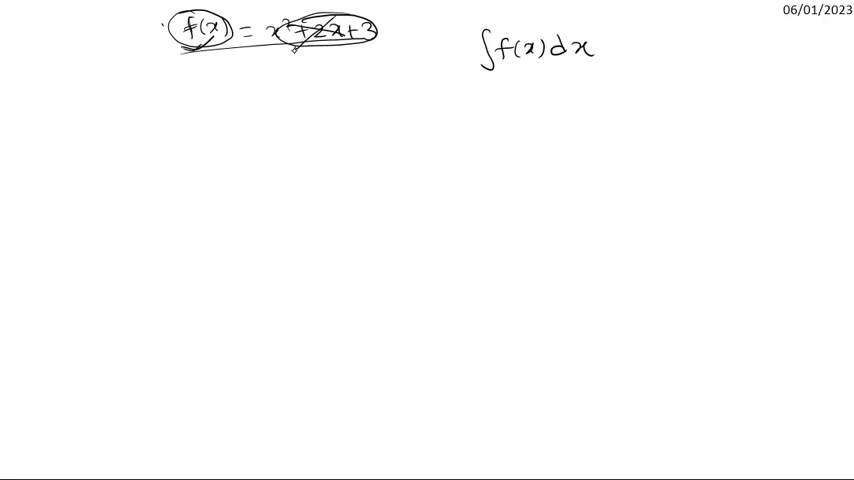 06/01/2023
f(x) = x²+2x+3
∫f(x)dx